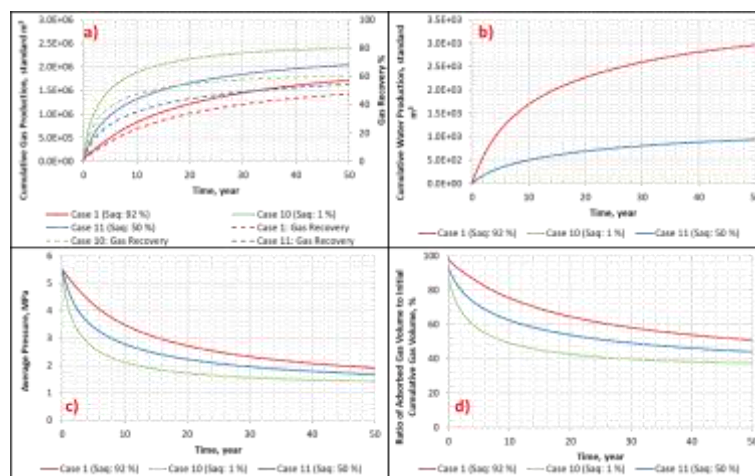 a)
3.0E+06
2.5E+06
2.0E+06
1.5E+06
1.0E+06
5.0E+05
0.0E+00
Cumulative Gas Production, standard m³
100
80
60
40
20
0
Gas Recovery %
0 10 20 30 40 50
Time, year
Case 1 (Saq: 92 %) Case 10 (Saq: 1 %)
Case 11 (Saq: 50 %) Case 1: Gas Recovery
Case 10: Gas Recovery Case 11: Gas Recovery
b)
3.5E+03
3.0E+03
2.5E+03
2.0E+03
1.5E+03
1.0E+03
5.0E+02
0.0E+00
Cumulative Water Production, standard
m³
0 10 20 30 40 50
Time, year
Case 1 (Saq: 92 %) Case 10 (Saq: 1 %) Case 11 (Saq: 50 %)
c)
6
5
4
3
2
1
0
Average Pressure, MPa
0 10 20 30 40 50
Time, year
Case 1 (Saq: 92 %) Case 10 (Saq: 1 %) Case 11 (Saq: 50 %)
d)
100
80
60
40
20
0
Ratio of Adsorbed Gas Volume to Initial
Cumulative Gas Volume, %
0 10 20 30 40 50
Time, year
Case 1 (Saq: 92 %) Case 10 (Saq: 1 %) Case 11 (Saq: 50 %)